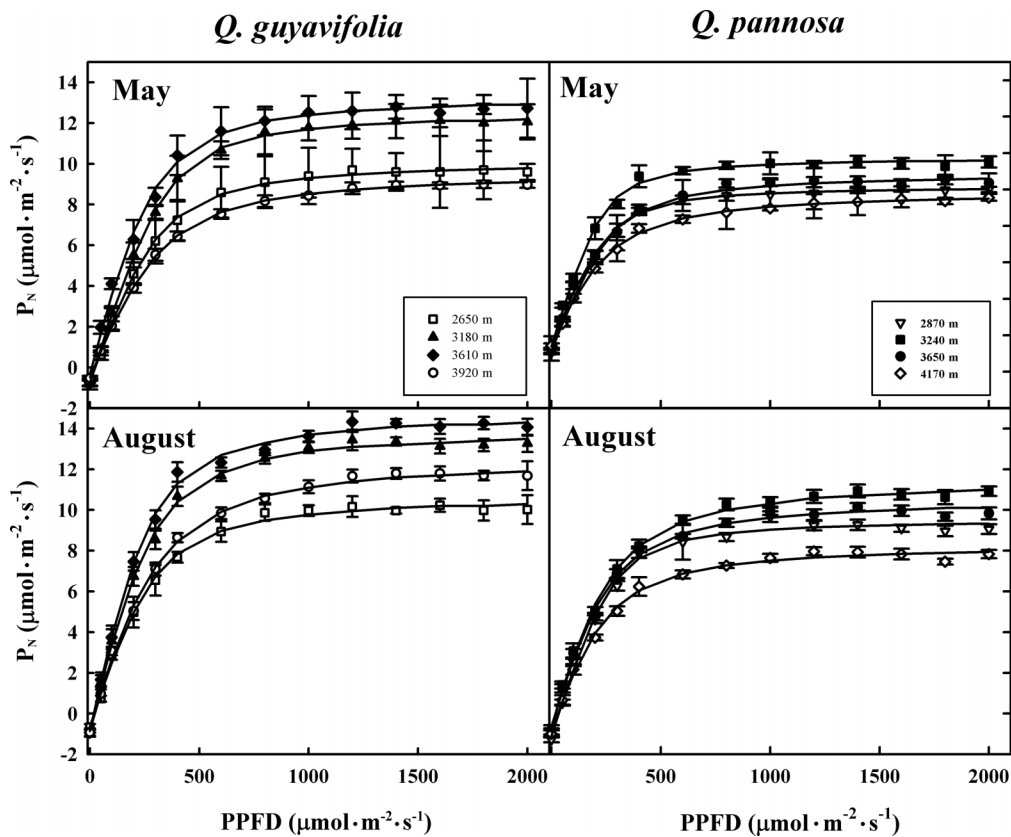 Q. guyavifolia Q. pannosa
May
May
14
12
10
8
6
4
2
0
-2
P_N (μmol·m⁻²·s⁻¹)
2650 m
3180 m
3610 m
3920 m
2870 m
3240 m
3650 m
4170 m
August
August
14
12
10
8
6
4
2
0
-2
P_N (μmol·m⁻²·s⁻¹)
0 500 1000 1500 2000
500 1000 1500 2000
PPFD (μmol·m⁻²·s⁻¹) PPFD (μmol·m⁻²·s⁻¹)